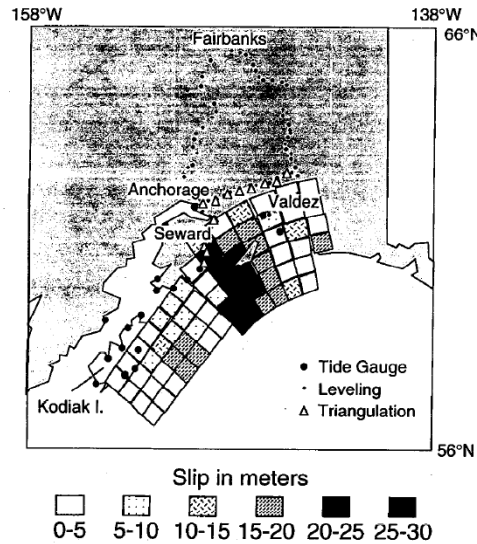 158°W 138°W
66°N
Fairbanks
Anchorage
Valdez
Seward
Tide Gauge
Leveling
Kodiak I.
Triangulation
56°N
Slip in meters
0-5 5-10 10-15 15-20 20-25 25-30